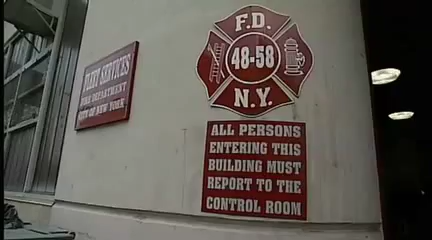 FLEET SERVICES
FIRE DEPARTMENT
CITY OF NEW YORK
F.D.
48-58
N.Y.
ALL PERSONS
ENTERING THIS
BUILDING MUST
REPORT TO THE
CONTROL ROOM